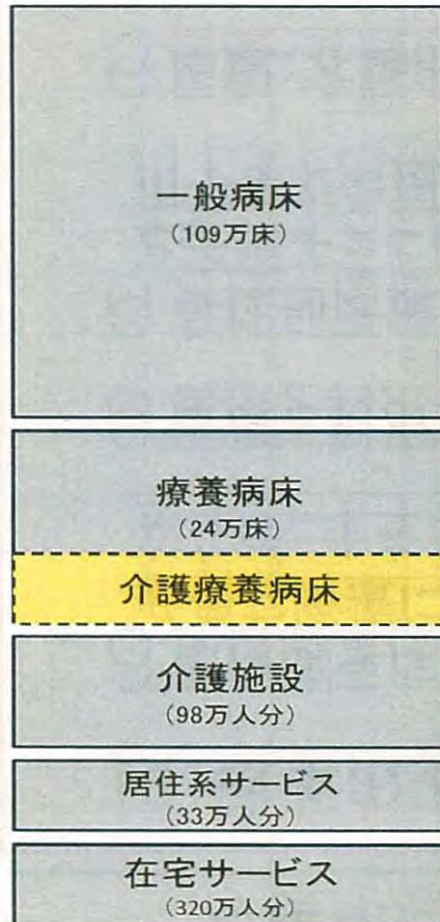 一般病床
（109万床）
療養病床
（24万床）
介護療養病床
介護施設
（98万人分）
居住系サービス
（33万人分）
在宅サービス
（320万人分）